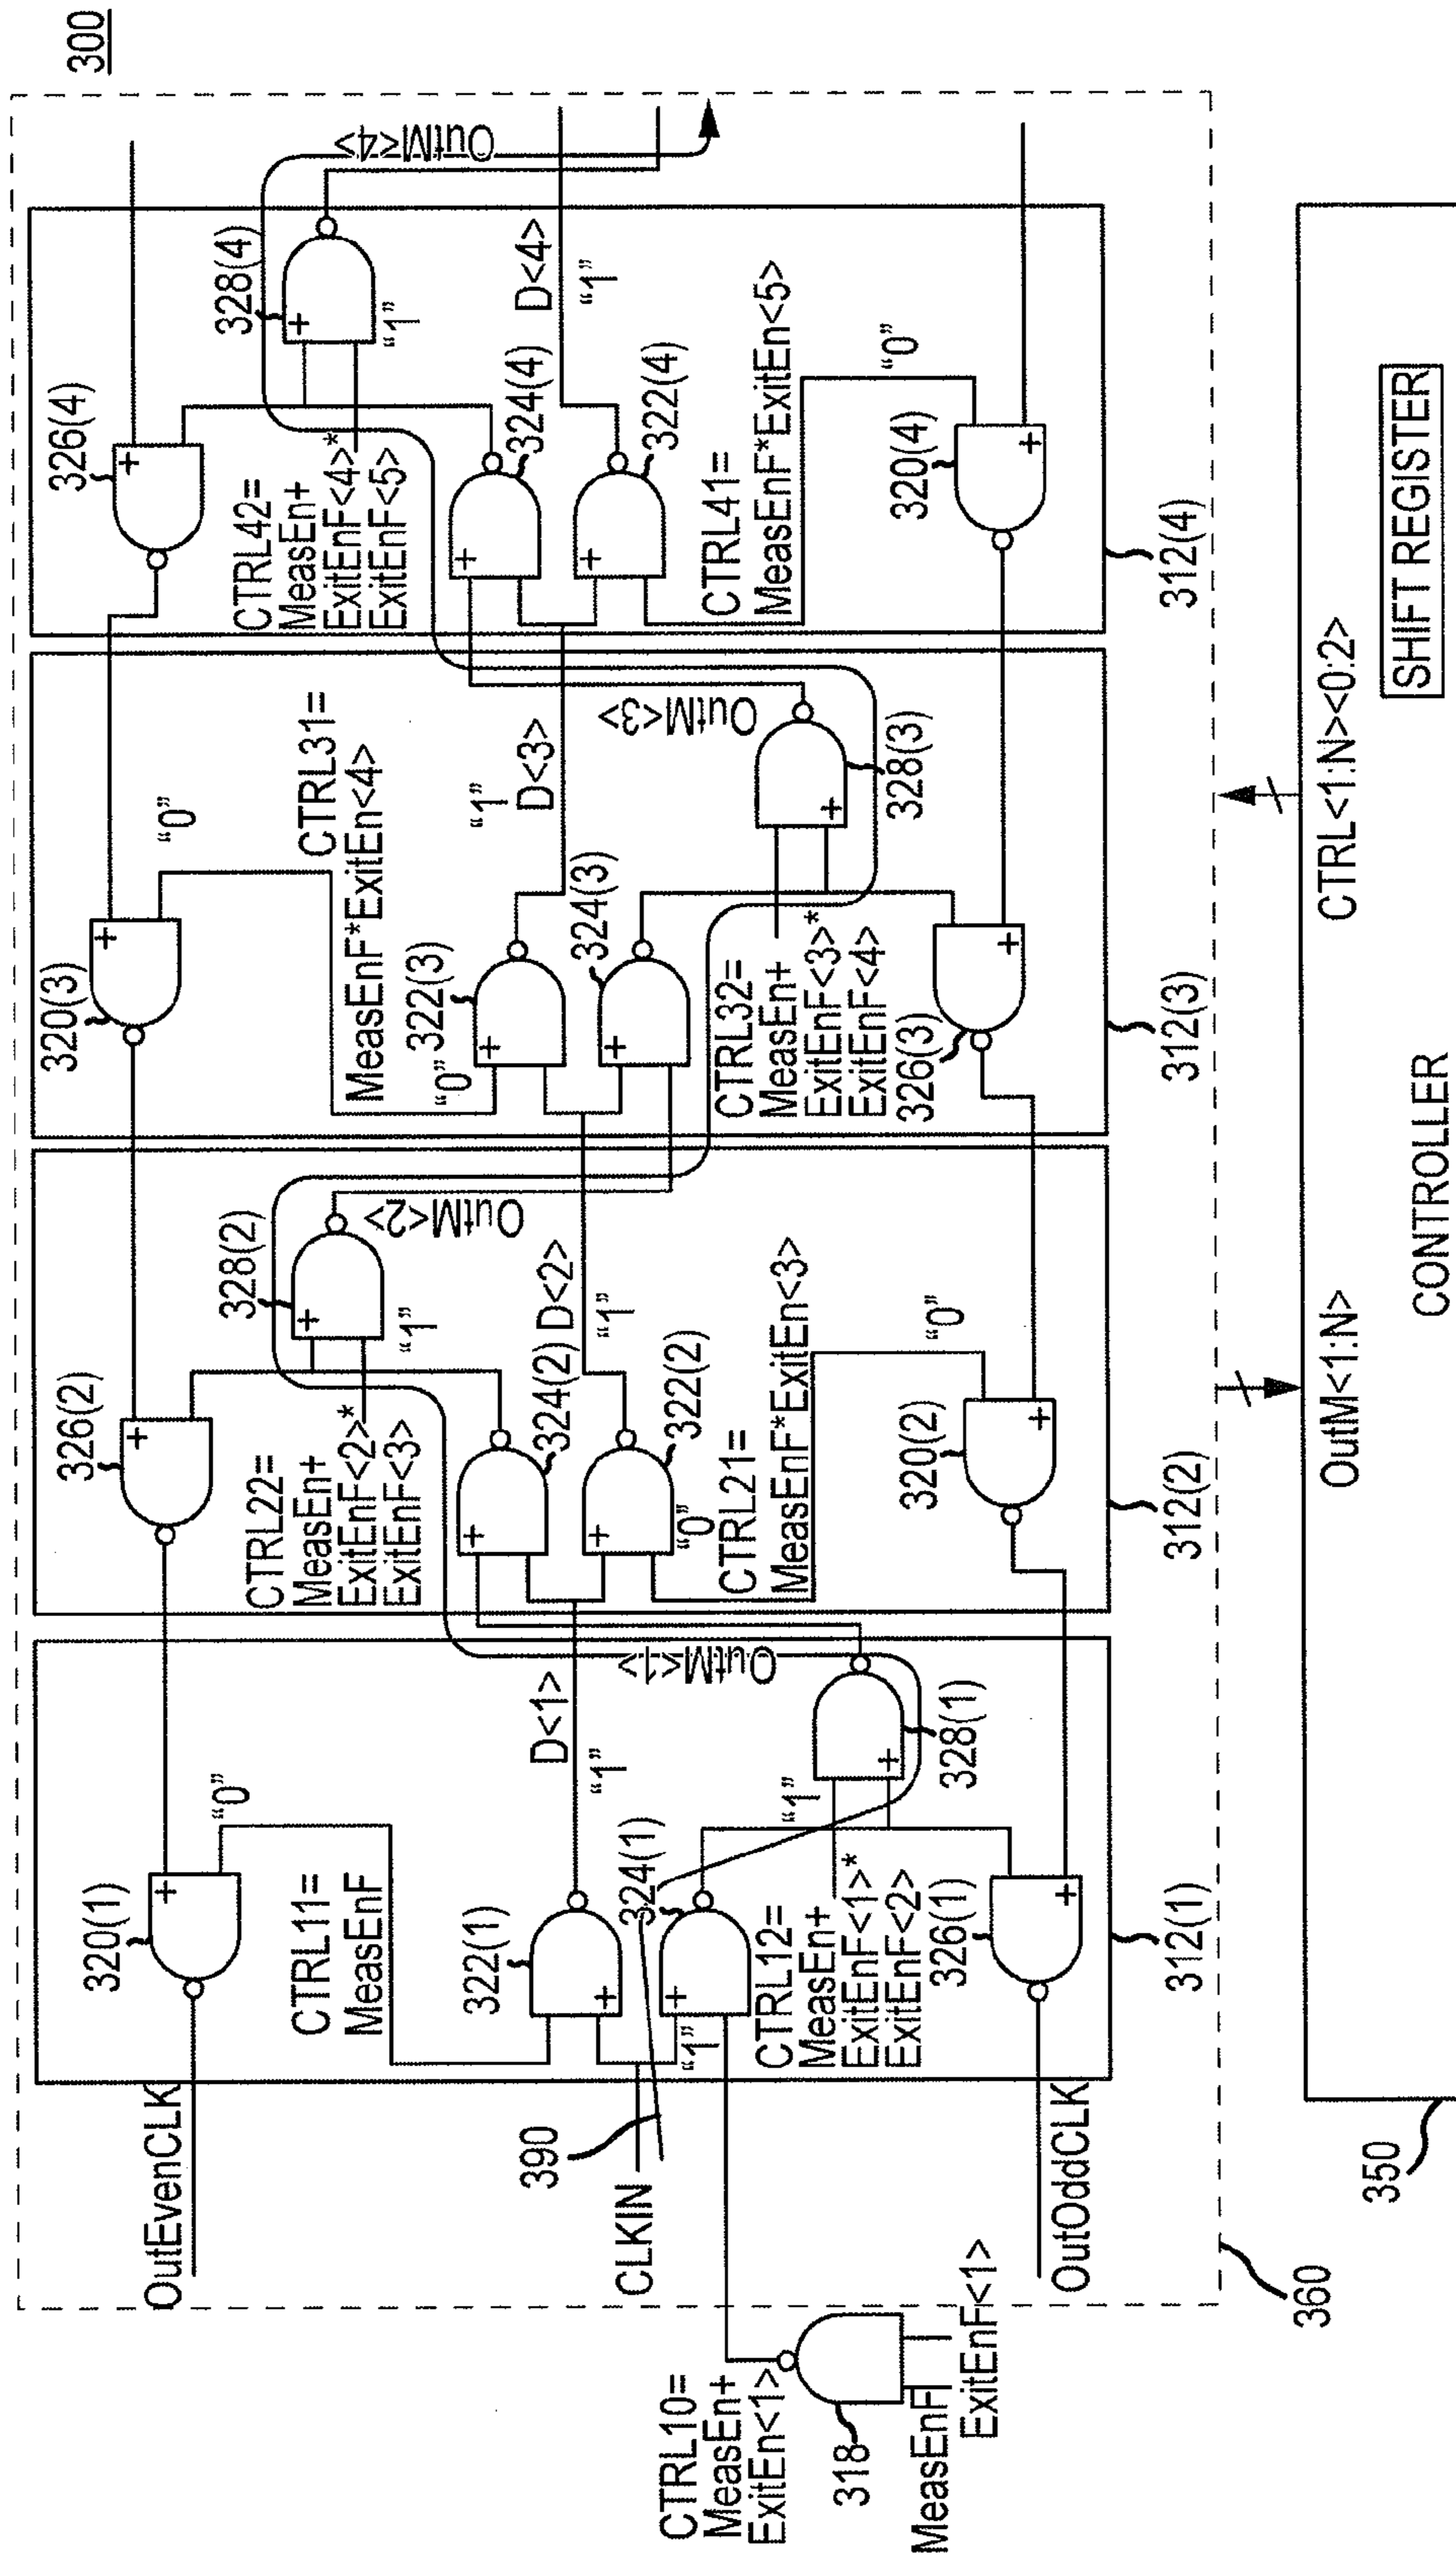 300
OutEvenCLK
320(1)
"0"
CTRL11=
MeasEnF
322(1)
D<1>
"1"
390
CLKIN
324(1)
"1"
CTRL10=
MeasEn+
ExitEn<1>
318
MeasEnF
ExitEnF<1>
CTRL12=
MeasEn+
ExitEnF<1>*
ExitEnF<2>
"1"
OutM<1>
328(1)
326(1)
OutOddCLK
312(1)
360
326(2)
CTRL22=
MeasEn+
ExitEnF<2>*
ExitEnF<3>
328(2)
"1"
OutM<2>
324(2)
D<2>
"1"
322(2)
"0"
CTRL21=
MeasEnF*ExitEn<3>
"0"
320(2)
312(2)
320(3)
"0"
CTRL31=
MeasEnF*ExitEn<4>
"0"
322(3)
"1"
D<3>
324(3)
OutM<3>
CTRL32=
MeasEn+
ExitEnF<3>*
ExitEnF<4>
328(3)
326(3)
312(3)
326(4)
CTRL42=
MeasEn+
ExitEnF<4>*
ExitEnF<5>
328(4)
"1"
OutM<4>
324(4)
D<4>
"1"
322(4)
CTRL41=
MeasEnF*ExitEn<5>
"0"
320(4)
312(4)
OutM<1:N>
CTRL<1:N><0:2>
350
CONTROLLER
SHIFT REGISTER